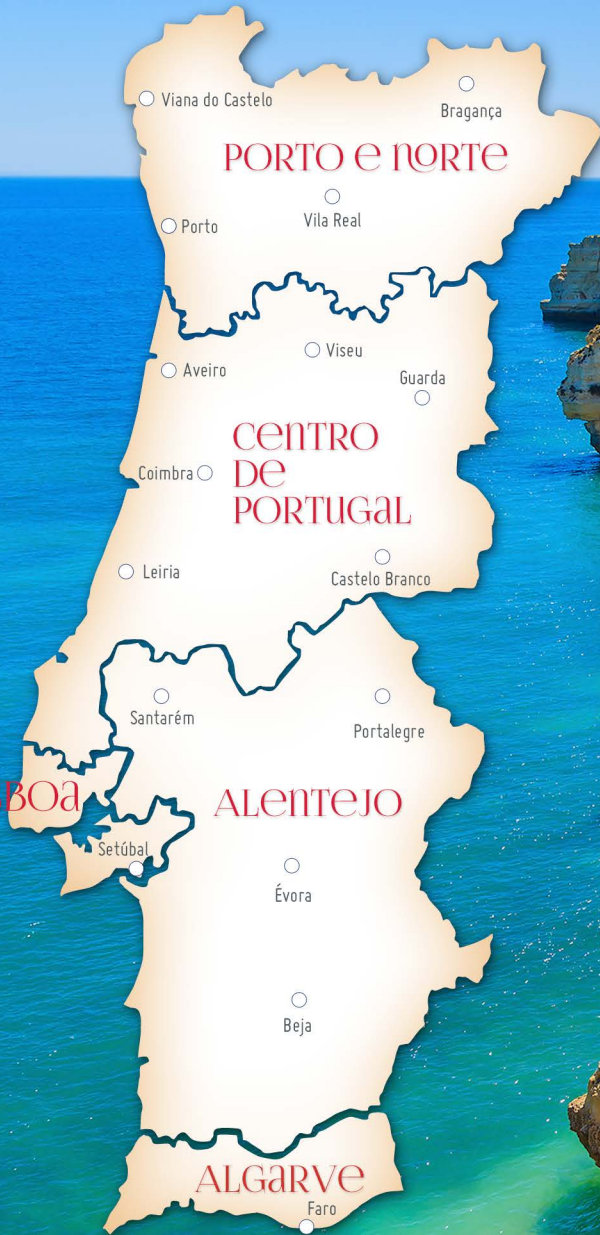 Viana do Castelo
Bragança
PORTO E NORTE
Vila Real
Porto
Viseu
Aveiro
Guarda
CENTRO
DE
PORTUGAL
Coimbra
Leiria
Castelo Branco
Santarém
Portalegre
BOA
ALENTEJO
Setúbal
Évora
Beja
ALGARVE
Faro